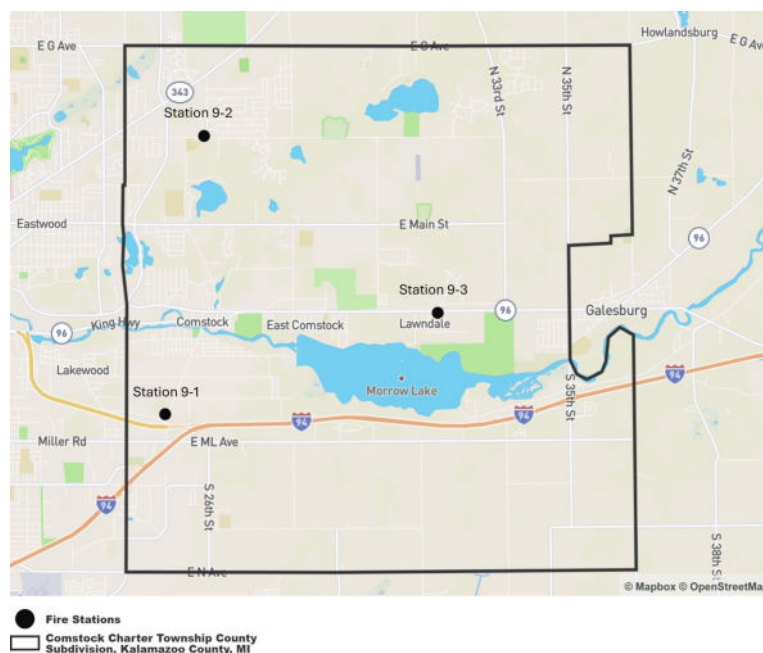 E G Ave
E G Ave
Howlandsburg
E G Ave
343
Station 9-2
N 33rd St
N 35th St
N 37th St
Eastwood
E Main St
96
Station 9-3
96
King Hwy
Comstock
East Comstock
Lawndale
96
Galesburg
Lakewood
Morrow Lake
94
Station 9-1
94
94
S 35th St
Miller Rd
E ML Ave
94
S 26th St
S 38th St
E N Ave
© Mapbox © OpenStreetMa
Fire Stations
Comstock Charter Township County
Subdivision, Kalamazoo County, MI